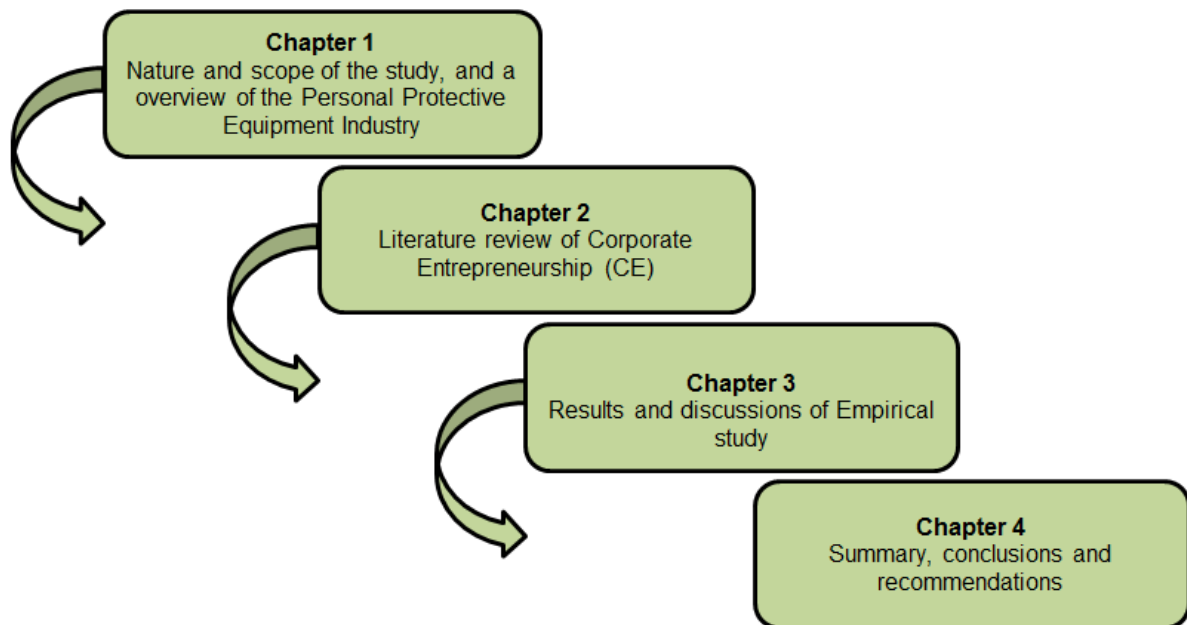 Chapter 1
Nature and scope of the study, and a
overview of the Personal Protective
Equipment Industry
Chapter 2
Literature review of Corporate
Entrepreneurship (CE)
Chapter 3
Results and discussions of Empirical
study
Chapter 4
Summary, conclusions and
recommendations